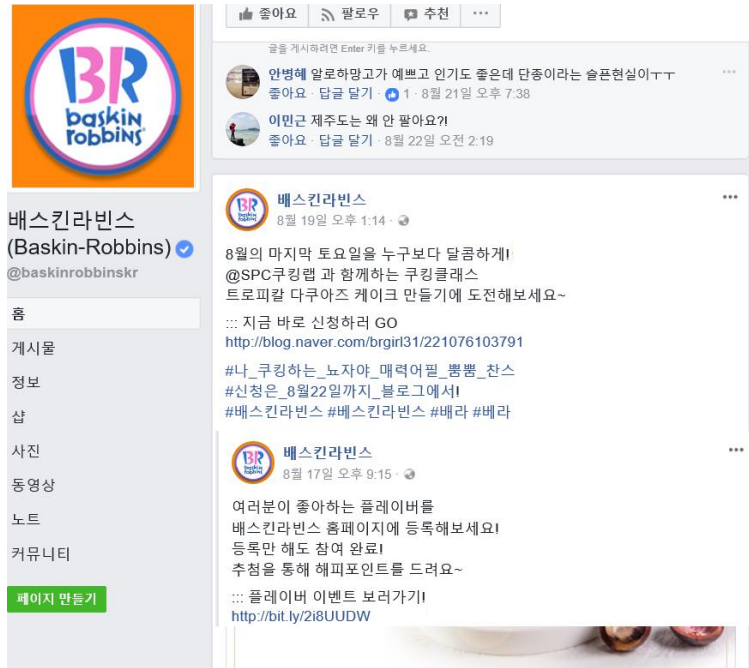 BR
baskin
robbins
배스킨라빈스
(Baskin-Robbins)
@baskinrobbinskr
홈
게시물
정보
샵
사진
동영상
노트
커뮤니티
페이지 만들기
좋아요 팔로우 추천 ...
글을 게시하려면 Enter 키를 누르세요.
안병혜 알로하망고가 예쁘고 인기도 좋은데 단종이라는 슬픈현실이ㅜㅜ
좋아요 · 답글 달기 · 1 · 8월 21일 오후 7:38
이민근 제주도는 왜 안 팔아요?!
좋아요 · 답글 달기 · 8월 22일 오전 2:19
배스킨라빈스
8월 19일 오후 1:14 ·
8월의 마지막 토요일을 누구보다 달콤하게!
@SPC쿠킹랩 과 함께하는 쿠킹클래스
트로피칼 다쿠아즈 케이크 만들기에 도전해보세요~
::: 지금 바로 신청하러 GO
http://blog.naver.com/brgirl31/221076103791
#나_쿠킹하는_뇨자야_매력어필_뿜뿜_찬스
#신청은_8월22일까지_블로그에서!
#배스킨라빈스 #베스킨라빈스 #배라 #베라
배스킨라빈스
8월 17일 오후 9:15 ·
여러분이 좋아하는 플레이버를
배스킨라빈스 홈페이지에 등록해보세요!
등록만 해도 참여 완료!
추첨을 통해 해피포인트를 드려요~
::: 플레이버 이벤트 보러가기!
http://bit.ly/2i8UUDW